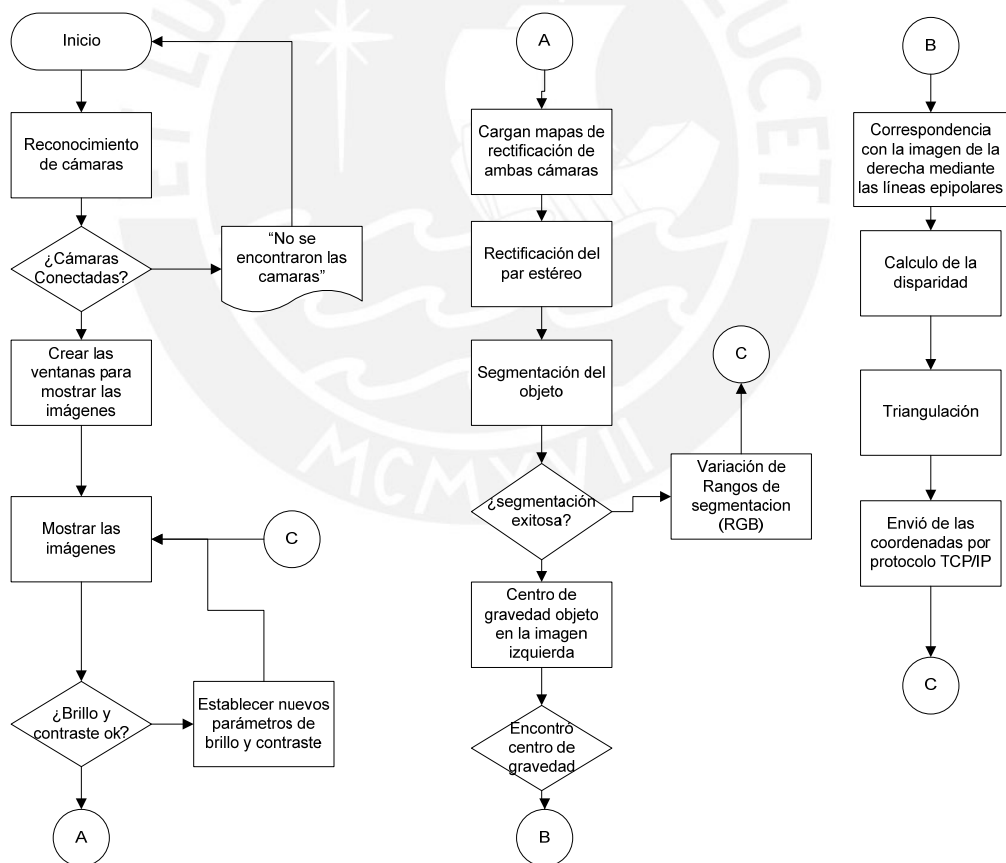 Inicio
Reconocimiento
de cámaras
¿Cámaras
Conectadas?
“No se
encontraron las
camaras”
Crear las
ventanas para
mostrar las
imágenes
Mostrar las
imágenes
C
¿Brillo y
contraste ok?
Establecer nuevos
parámetros de
brillo y contraste
A
A
Cargan mapas de
rectificación de
ambas cámaras
Rectificación del
par estéreo
Segmentación del
objeto
C
¿segmentación
exitosa?
Variación de
Rangos de
segmentacion
(RGB)
Centro de
gravedad objeto
en la imagen
izquierda
Encontró
centro de
gravedad
B
B
Correspondencia
con la imagen de la
derecha mediante
las líneas epipolares
Calculo de la
disparidad
Triangulación
Envió de las
coordenadas por
protocolo TCP/IP
C
MCMXVII